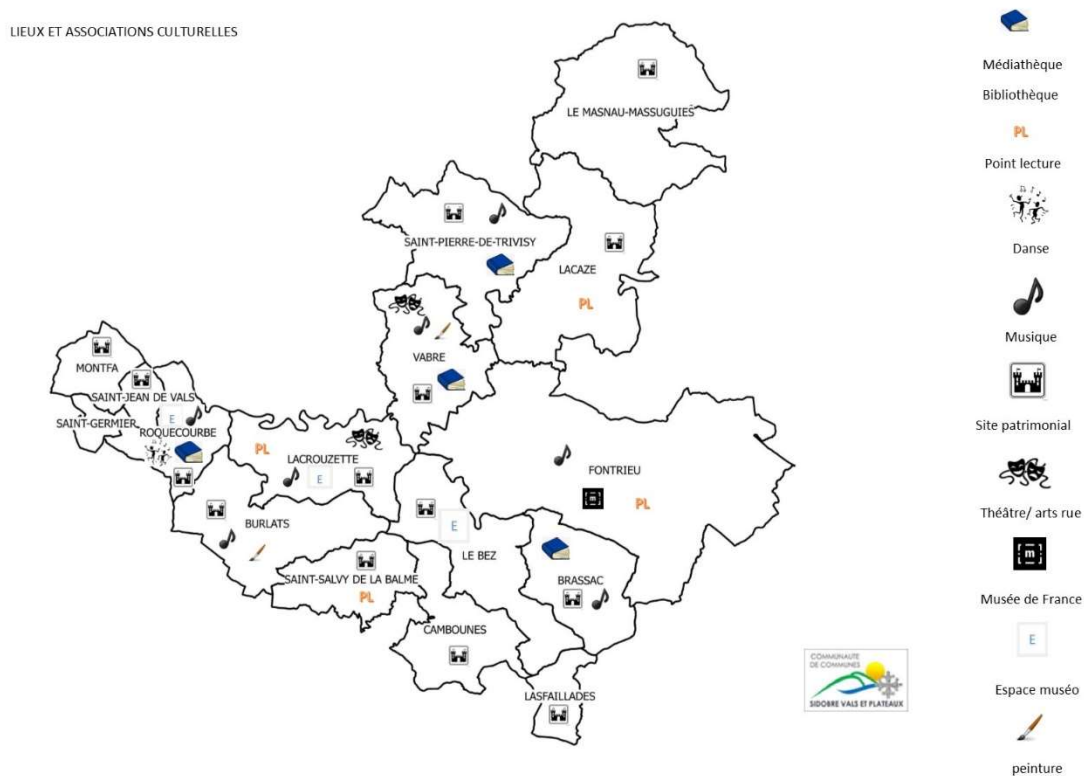 LIEUX ET ASSOCIATIONS CULTURELLES
LE MASNAU-MASSUGUIES
SAINT-PIERRE-DE-TRIVISY
LACAZE
PL
VABRE
MONTFA
SAINT-JEAN DE VALS
SAINT-GERMIER
E
ROQUECOURBE
PL
LACROUZETTE
E
FONTRIEU
m
PL
BURLATS
E
LE BEZ
SAINT-SALVY DE LA BALME
PL
BRASSAC
CAMBOUNES
LASFAILLADES
COMMUNAUTE
DE COMMUNES
SIDOBRE VALS ET PLATEAUX
Médiathèque
Bibliothèque
PL
Point lecture
Danse
Musique
Site patrimonial
Théâtre/ arts rue
m
Musée de France
E
Espace muséo
peinture